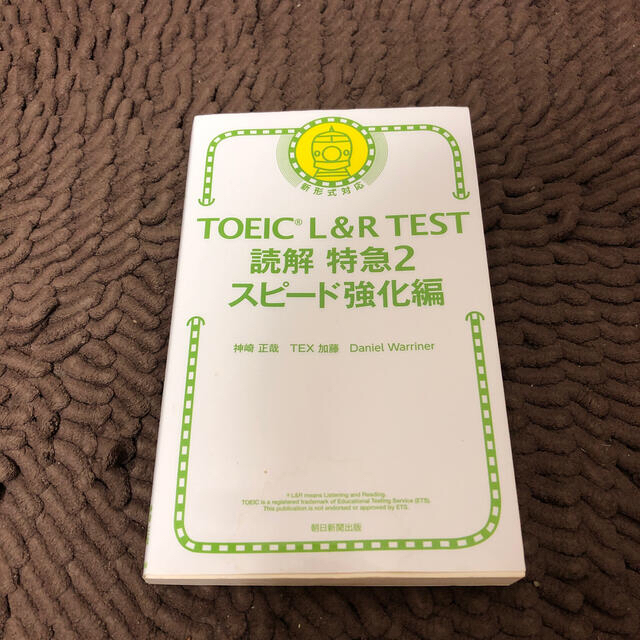 新形式対応
TOEIC® L&R TEST
読解 特急2
スピード強化編
神崎 正哉 TEX 加藤 Daniel Warriner
* L&R means Listening and Reading.
TOEIC is a registered trademark of Educational Testing Service (ETS).
This publication is not endorsed or approved by ETS.
朝日新聞出版